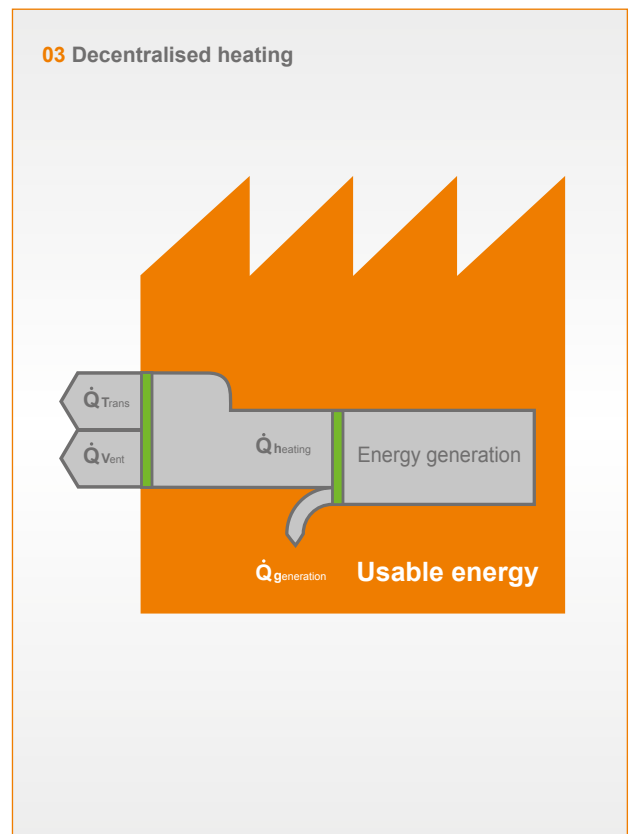 03 Decentralised heating
Q̇ Trans
Q̇ Vent
Q̇ heating
Energy generation
Q̇ generation
Usable energy